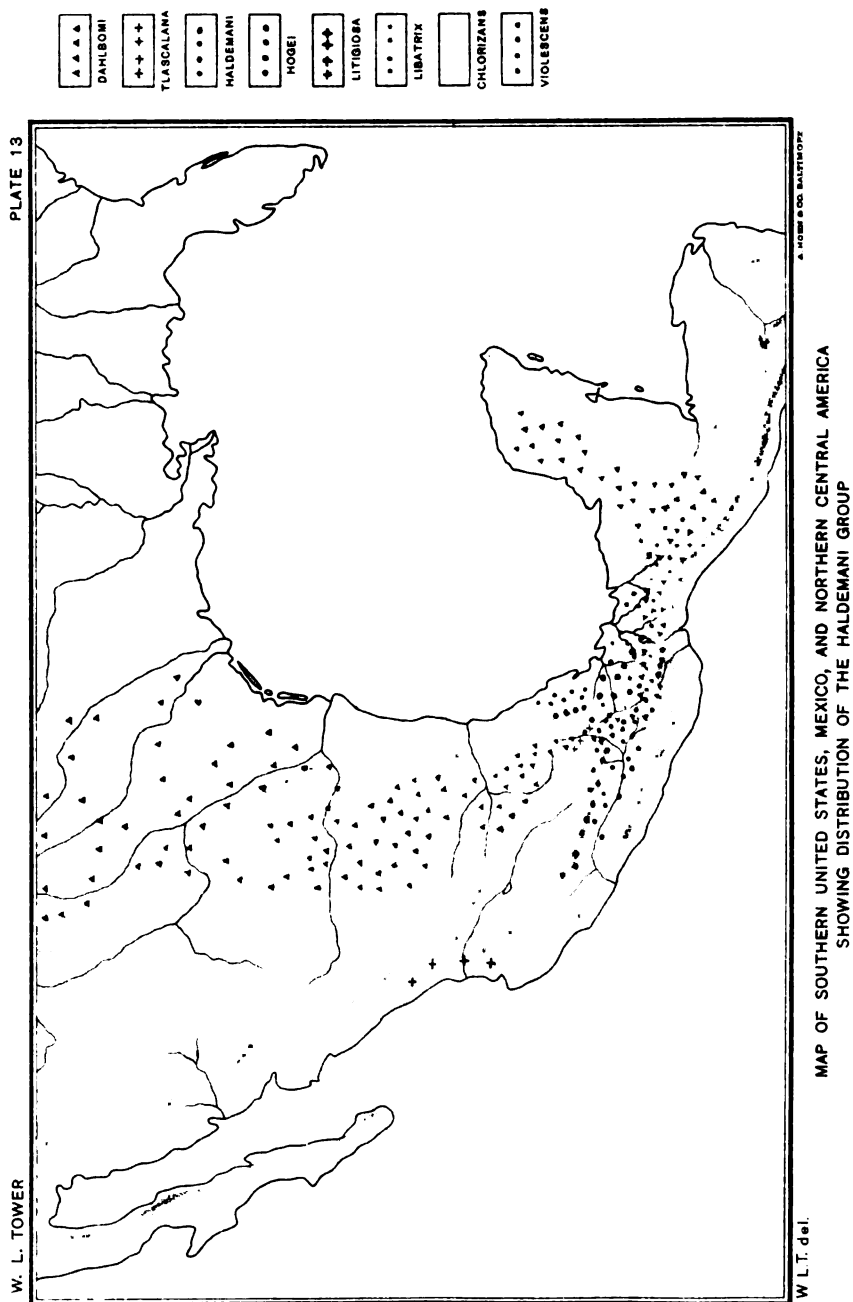 W. L. TOWER
PLATE 13
DAHLBOMI
TLASCALANA
HALDEMANI
HOGEI
LITIGIOSA
LIBATRIX
CHLORIZANS
VIOLESCENS
W L.T. del.
A HOEN & CO. BALTIMORE
MAP OF SOUTHERN UNITED STATES, MEXICO, AND NORTHERN CENTRAL AMERICA
SHOWING DISTRIBUTION OF THE HALDEMANI GROUP